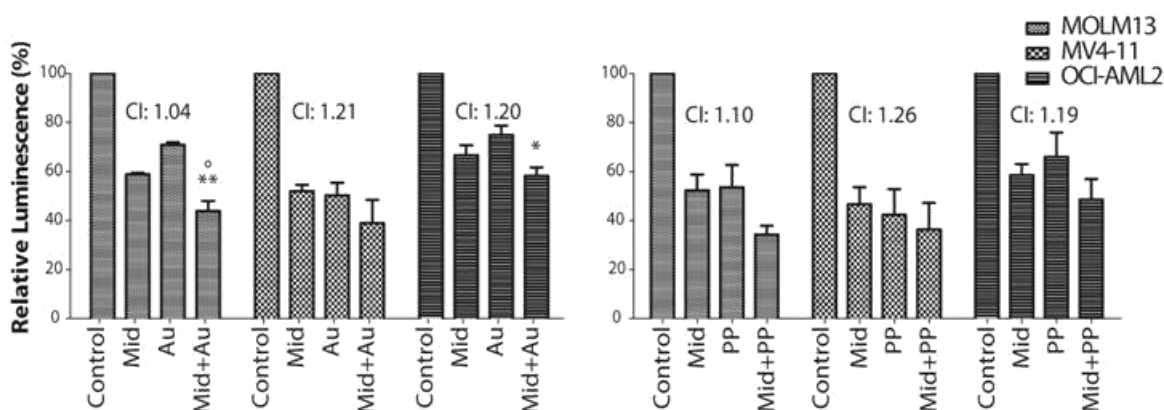 MOLM13
MV4-11
OCI-AML2
Relative Luminescence (%)
100
80
60
40
20
0
CI: 1.04
CI: 1.21
CI: 1.20
°
**
*
Control
Mid
Au
Mid+Au
Control
Mid
Au
Mid+Au
Control
Mid
Au
Mid+Au
100
80
60
40
20
0
CI: 1.10
CI: 1.26
CI: 1.19
Control
Mid
PP
Mid+PP
Control
Mid
PP
Mid+PP
Control
Mid
PP
Mid+PP